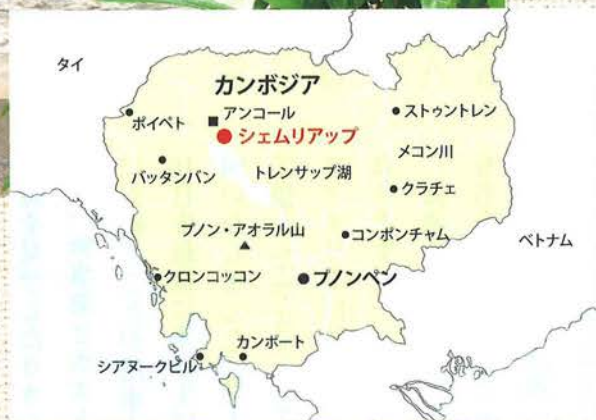 タイ
カンボジア
アンコール
シェムリアップ
ポイペト
ストゥントレン
メコン川
バッタンバン
トレンサップ湖
クラチェ
プノン・アオラル山
コンポンチャム
ベトナム
クロンコッコン
プノンペン
カンポート
シアヌークビル